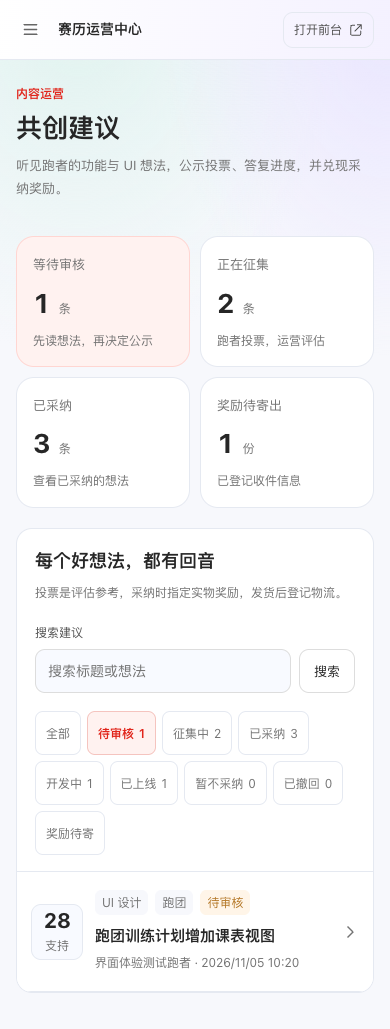 赛历运营中心
打开前台
内容运营
共创建议
听见跑者的功能与 UI 想法，公示投票、答复进度，并兑现采
纳奖励。
等待审核
1 条
先读想法，再决定公示
正在征集
2 条
跑者投票，运营评估
已采纳
3 条
查看已采纳的想法
奖励待寄出
1 份
已登记收件信息
每个好想法，都有回音
投票是评估参考，采纳时指定实物奖励，发货后登记物流。
搜索建议
搜索标题或想法
搜索
全部 待审核 1 征集中 2 已采纳 3
开发中 1 已上线 1 暂不采纳 0 已撤回 0
奖励待寄
28
支持
UI 设计 跑团 待审核
跑团训练计划增加课表视图
界面体验测试跑者 · 2026/11/05 10:20